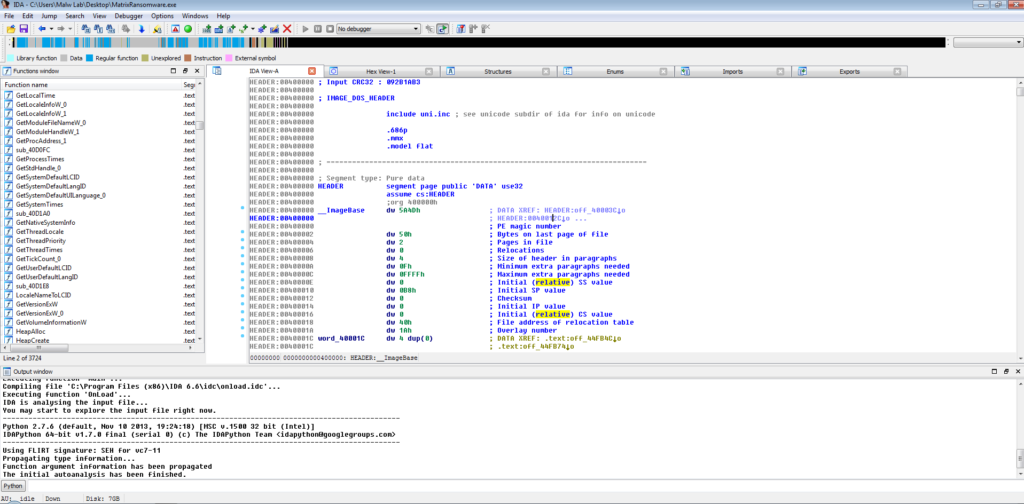 IDA - C:\Users\Malw Lab\Desktop\MatrixRansomware.exe
File Edit Jump Search View Debugger Options Windows Help
No debugger
Library function Data Regular function Unexplored Instruction External symbol
Functions window
Function name Seg
GetLocalTime .text
GetLocaleInfoW_0 .text
GetLocaleInfoW_1 .text
GetModuleFileNameW_0 .text
GetModuleHandleW_1 .text
GetProcAddress_1 .text
sub_40D0FC .text
GetProcessTimes .text
GetStdHandle_0 .text
GetSystemDefaultLCID .text
GetSystemDefaultLangID .text
GetSystemDefaultUILanguage_0 .text
GetSystemTimes .text
sub_40D1A0 .text
GetNativeSystemInfo .text
GetThreadLocale .text
GetThreadPriority .text
GetThreadTimes .text
GetTickCount_0 .text
GetUserDefaultLCID .text
GetUserDefaultLangID .text
sub_40D1E8 .text
LocaleNameToLCID .text
GetVersionExW .text
GetVersionExW_0 .text
GetVolumeInformationW .text
HeapAlloc .text
HeapCreate .text
Line 2 of 3724
IDA View-A Hex View-1 Structures Enums Imports Exports
HEADER:00400000 ; Input CRC32 : 092B1AB3
HEADER:00400000
HEADER:00400000 ; IMAGE_DOS_HEADER
HEADER:00400000
HEADER:00400000 include uni.inc ; see unicode subdir of ida for info on unicode
HEADER:00400000
HEADER:00400000 .686p
HEADER:00400000 .mmx
HEADER:00400000 .model flat
HEADER:00400000
HEADER:00400000 ; ---------------------------------------------------------------------------
HEADER:00400000
HEADER:00400000 ; Segment type: Pure data
HEADER:00400000 HEADER segment page public 'DATA' use32
HEADER:00400000 assume cs:HEADER
HEADER:00400000 ;org 400000h
HEADER:00400000 __ImageBase dw 5A4Dh ; DATA XREF: HEADER:off_40003C↓o
HEADER:00400000 ; HEADER:0040012C↓o ...
HEADER:00400000 ; PE magic number
HEADER:00400002 dw 50h ; Bytes on last page of file
HEADER:00400004 dw 2 ; Pages in file
HEADER:00400006 dw 0 ; Relocations
HEADER:00400008 dw 4 ; Size of header in paragraphs
HEADER:0040000A dw 0Fh ; Minimum extra paragraphs needed
HEADER:0040000C dw 0FFFFh ; Maximum extra paragraphs needed
HEADER:0040000E dw 0 ; Initial (relative) SS value
HEADER:00400010 dw 0B8h ; Initial SP value
HEADER:00400012 dw 0 ; Checksum
HEADER:00400014 dw 0 ; Initial IP value
HEADER:00400016 dw 0 ; Initial (relative) CS value
HEADER:00400018 dw 40h ; File address of relocation table
HEADER:0040001A dw 1Ah ; Overlay number
HEADER:0040001C word_40001C dw 4 dup(0) ; DATA XREF: .text:off_44FB4C↓o
HEADER:0040001C ; .text:off_44FB74↓o
00000000 0000000000400000: HEADER:__ImageBase
Output window
Executing function 'main'...
Compiling file 'C:\Program Files (x86)\IDA 6.6\idc\onload.idc'...
Executing function 'OnLoad'...
IDA is analysing the input file...
You may start to explore the input file right now.
---------------------------------------------------------------------------
Python 2.7.6 (default, Nov 10 2013, 19:24:18) [MSC v.1500 32 bit (Intel)]
IDAPython 64-bit v1.7.0 final (serial 0) (c) The IDAPython Team <idapython@googlegroups.com>
---------------------------------------------------------------------------
Using FLIRT signature: SEH for vc7-11
Propagating type information...
Function argument information has been propagated
The initial autoanalysis has been finished.
Python
AU: idle Down Disk: 7GB